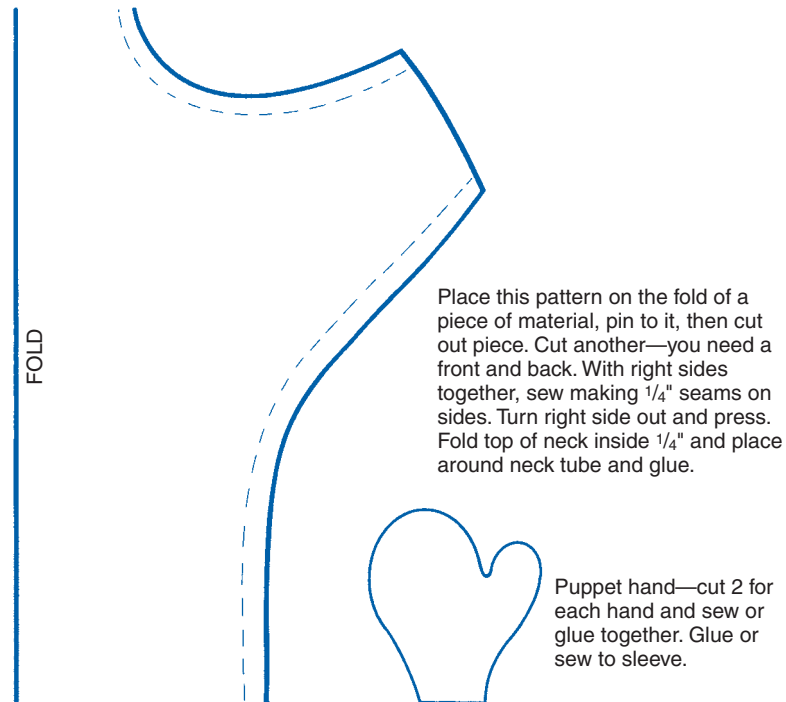 FOLD
Place this pattern on the fold of a
piece of material, pin to it, then cut
out piece. Cut another—you need a
front and back. With right sides
together, sew making 1/4" seams on
sides. Turn right side out and press.
Fold top of neck inside 1/4" and place
around neck tube and glue.
Puppet hand—cut 2 for
each hand and sew or
glue together. Glue or
sew to sleeve.